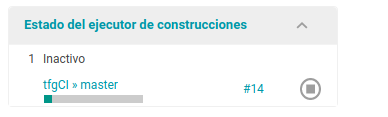 Estado del ejecutor de construcciones
1 Inactivo
tfgCI » master #14